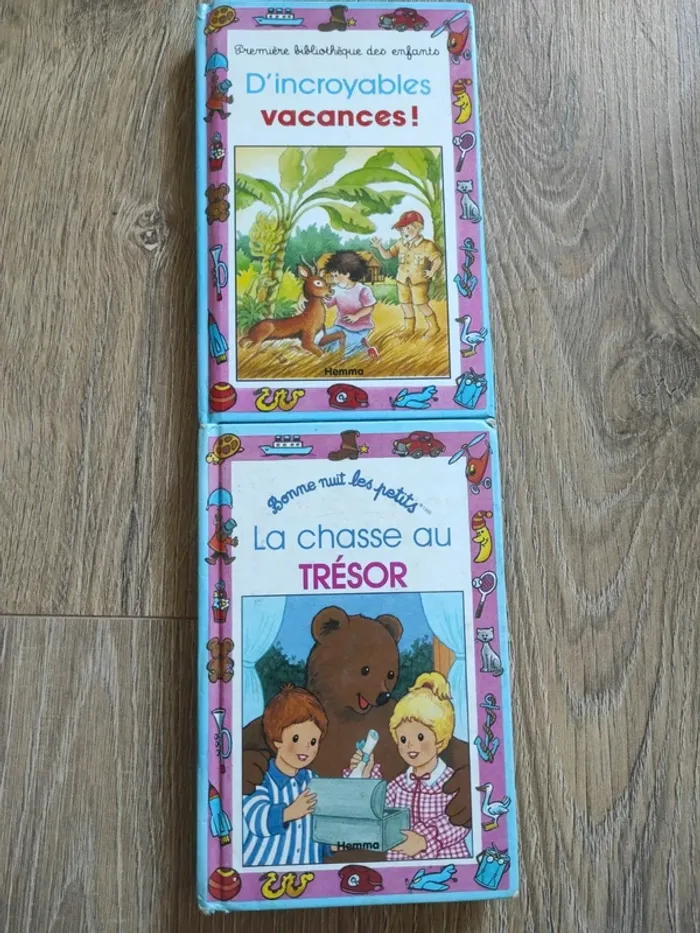 Première bibliothèque des enfants
D'incroyables
vacances !
Hemma
Bonne nuit les petits
La chasse au
TRÉSOR
Hemma